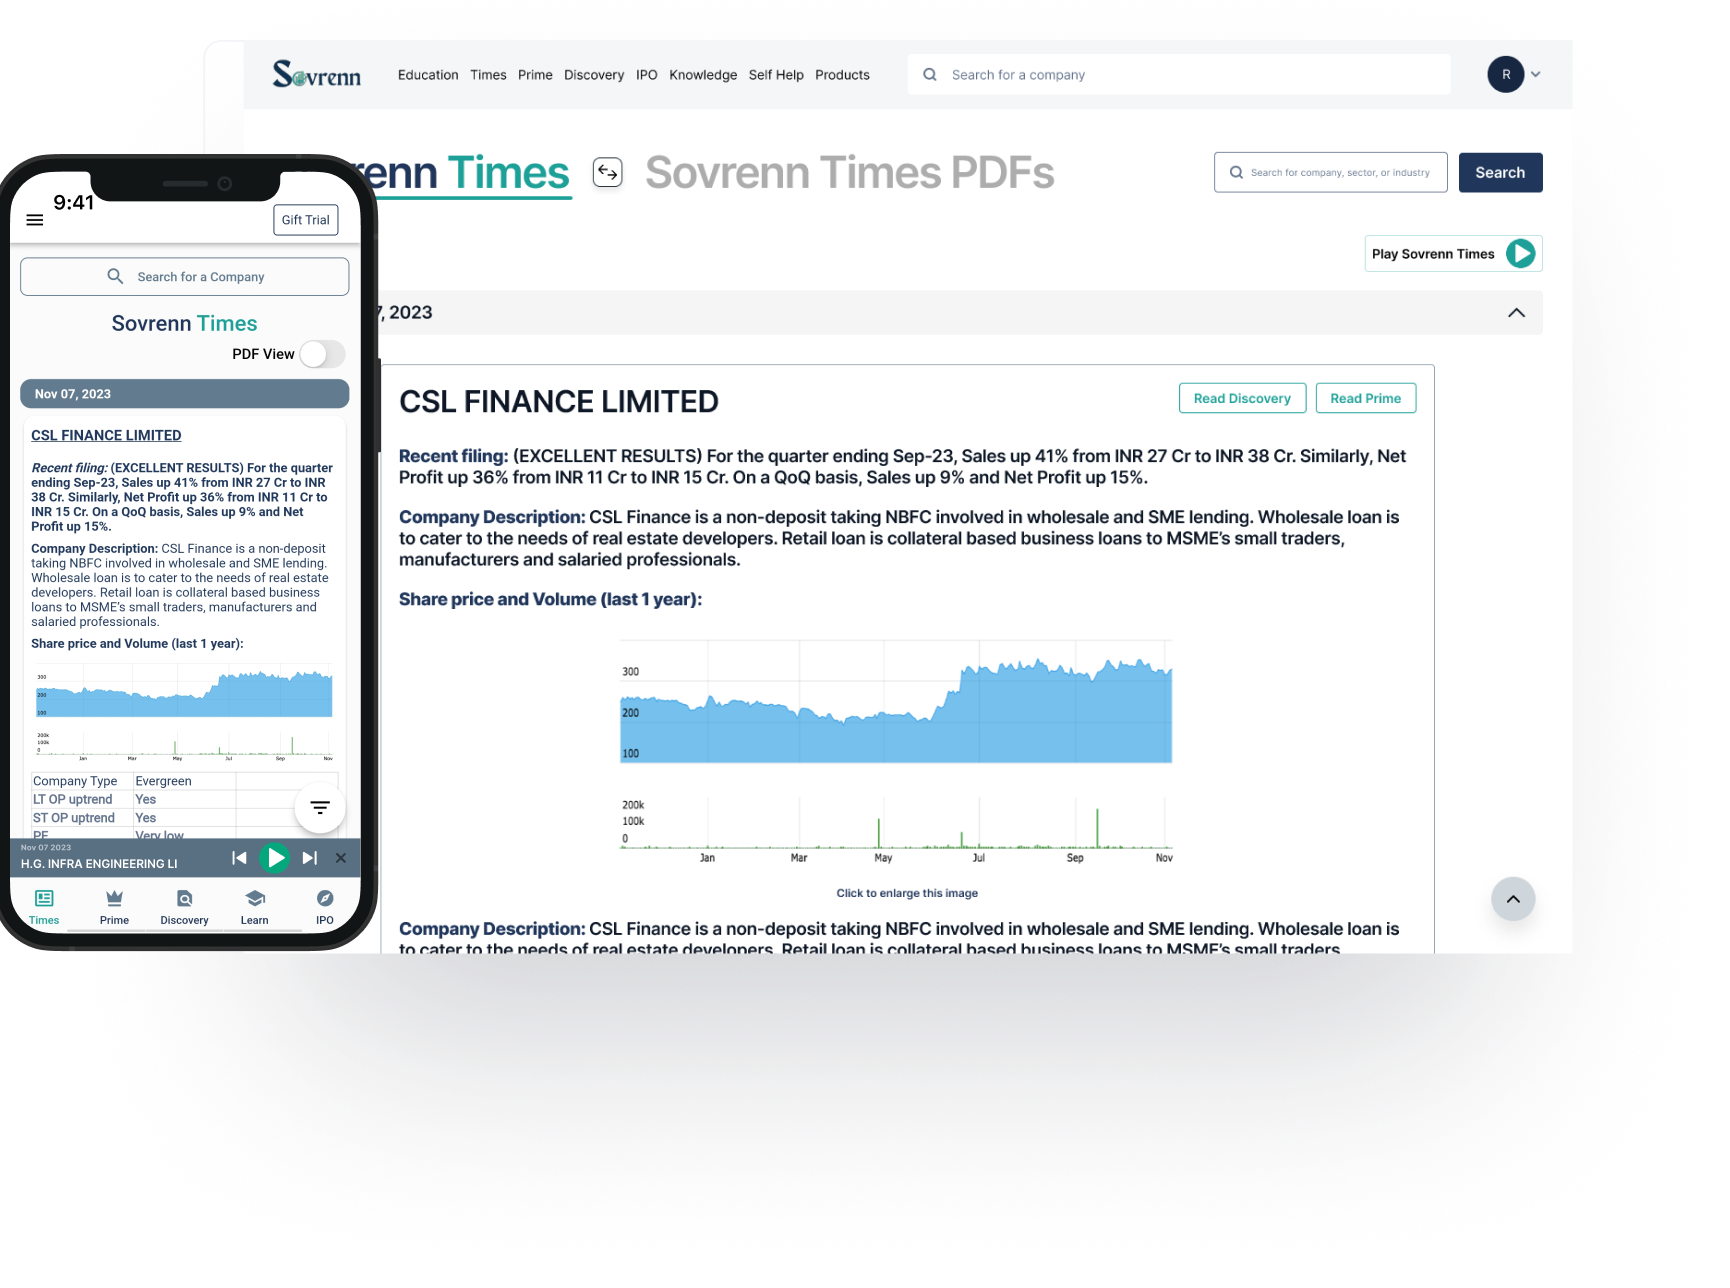 Sovrenn
Education Times Prime Discovery IPO Knowledge Self Help Products
Search for a company
R
renn Times
Sovrenn Times PDFs
Search for company, sector, or industry
Search
Play Sovrenn Times
7, 2023
CSL FINANCE LIMITED
Read Discovery
Read Prime
Recent filing: (EXCELLENT RESULTS) For the quarter ending Sep-23, Sales up 41% from INR 27 Cr to INR 38 Cr. Similarly, Net
Profit up 36% from INR 11 Cr to INR 15 Cr. On a QoQ basis, Sales up 9% and Net Profit up 15%.
Company Description: CSL Finance is a non-deposit taking NBFC involved in wholesale and SME lending. Wholesale loan is
to cater to the needs of real estate developers. Retail loan is collateral based business loans to MSME’s small traders,
manufacturers and salaried professionals.
Share price and Volume (last 1 year):
300
200
100
200k
100k
0
Jan Mar May Jul Sep Nov
Click to enlarge this image
Company Description: CSL Finance is a non-deposit taking NBFC involved in wholesale and SME lending. Wholesale loan is
to cater to the needs of real estate developers. Retail loan is collateral based business loans to MSME’s small traders,
9:41
Gift Trial
Search for a Company
Sovrenn Times
PDF View
Nov 07, 2023
CSL FINANCE LIMITED
Recent filing: (EXCELLENT RESULTS) For the quarter
ending Sep-23, Sales up 41% from INR 27 Cr to INR
38 Cr. Similarly, Net Profit up 36% from INR 11 Cr to
INR 15 Cr. On a QoQ basis, Sales up 9% and Net
Profit up 15%.
Company Description: CSL Finance is a non-deposit
taking NBFC involved in wholesale and SME lending.
Wholesale loan is to cater to the needs of real estate
developers. Retail loan is collateral based business
loans to MSME’s small traders, manufacturers and
salaried professionals.
Share price and Volume (last 1 year):
300
200
100
200k
100k
0
Jan Mar May Jul Sep Nov
Company Type Evergreen
LT OP uptrend Yes
ST OP uptrend Yes
PE Very low
Nov 07 2023
H.G. INFRA ENGINEERING LI
Times Prime Discovery Learn IPO